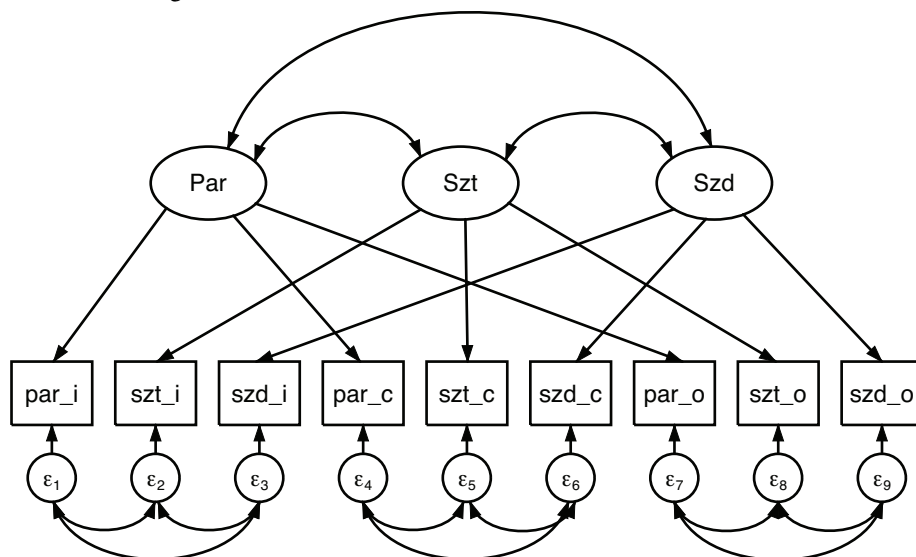 Par Szt Szd
par_i szt_i szd_i par_c szt_c szd_c par_o szt_o szd_o
ε₁ ε₂ ε₃ ε₄ ε₅ ε₆ ε₇ ε₈ ε₉